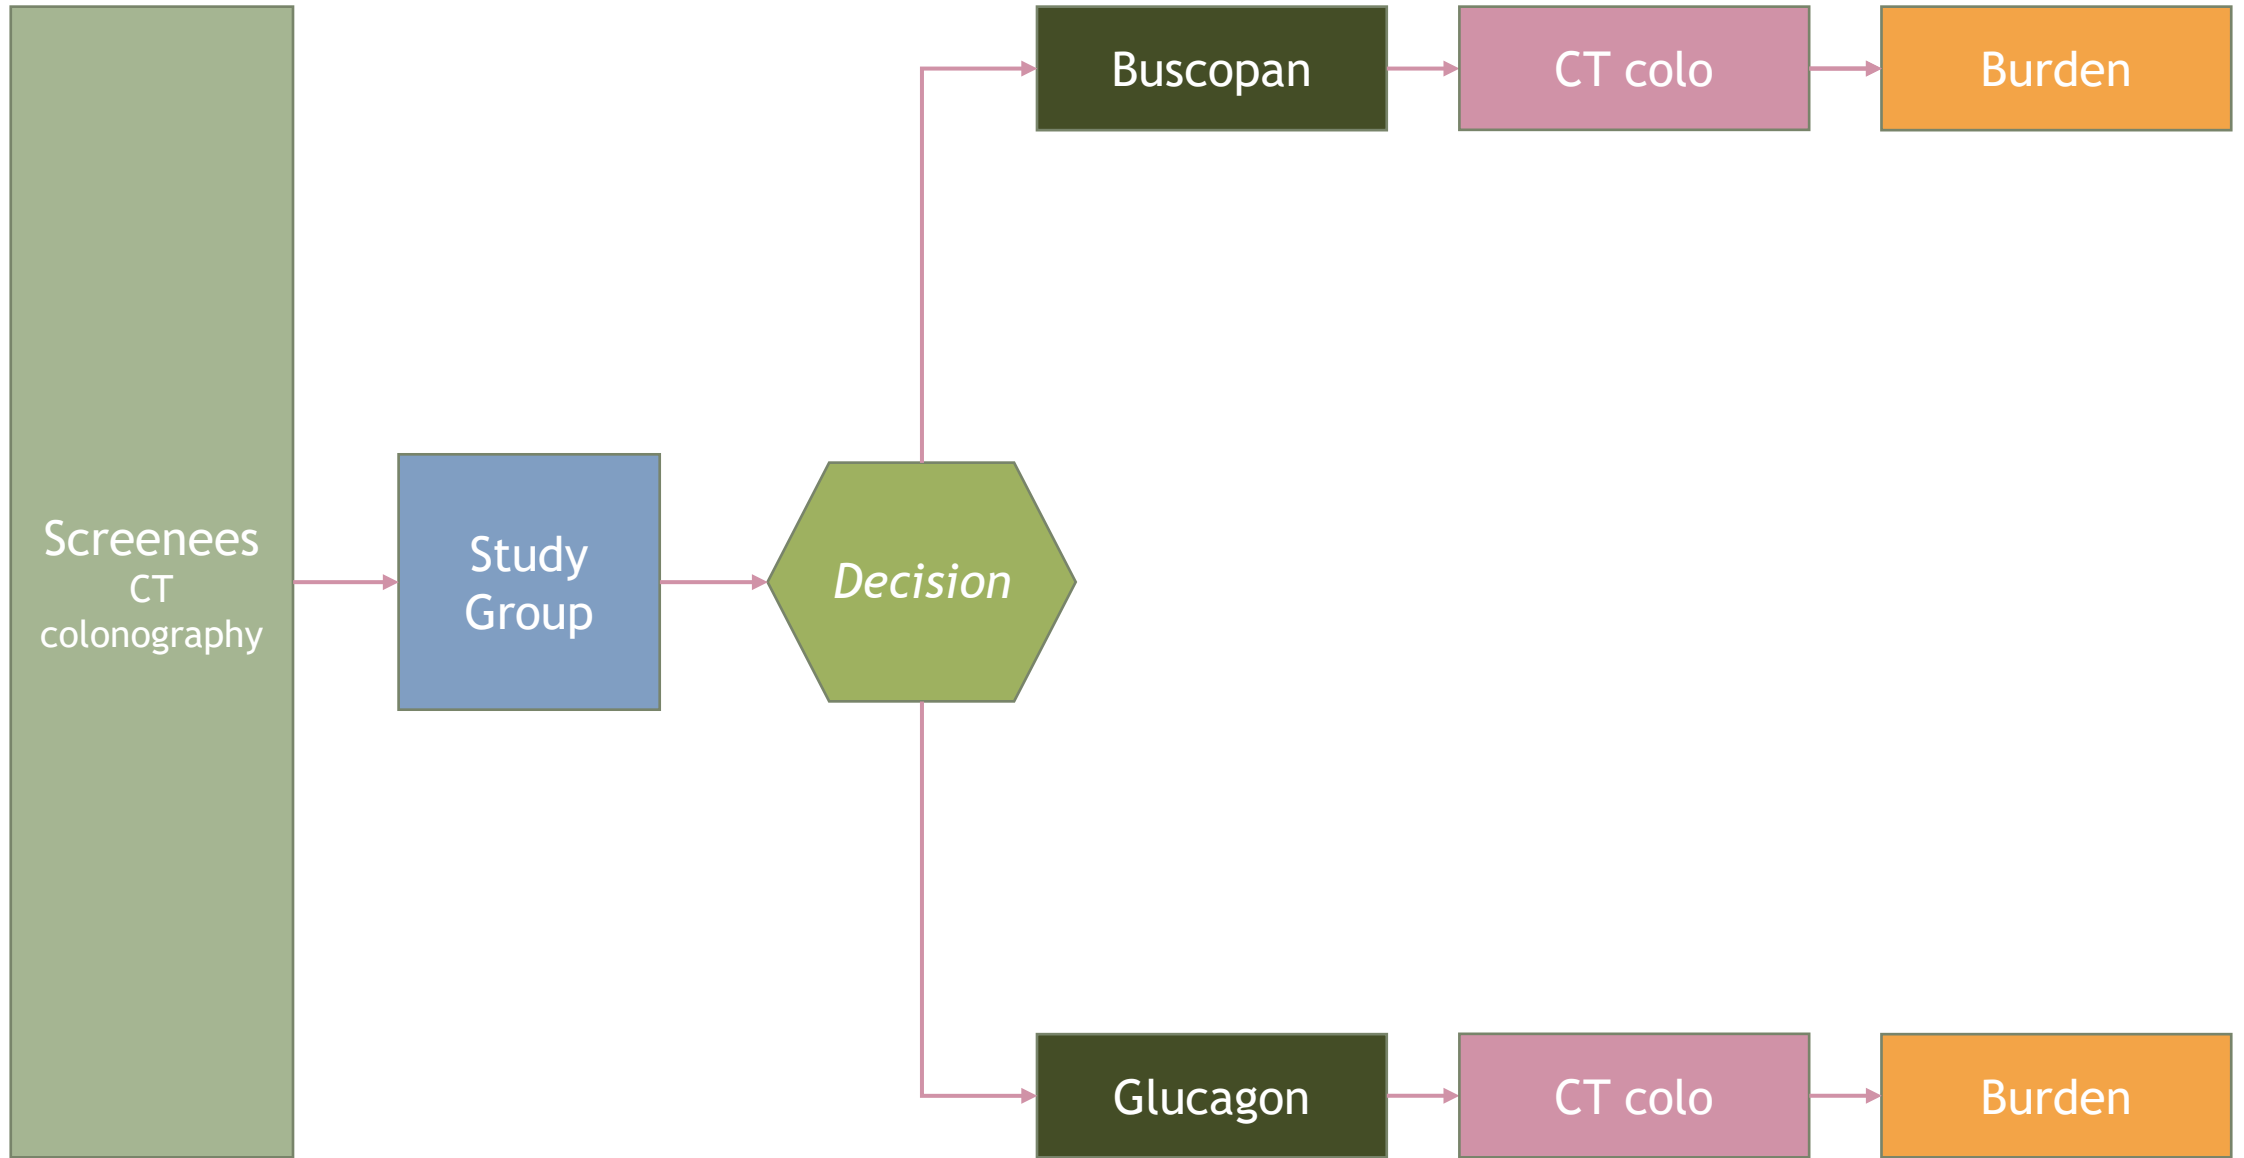 Screenees
CT
colonography
Study
Group
Decision
Buscopan
CT colo
Burden
Glucagon
CT colo
Burden